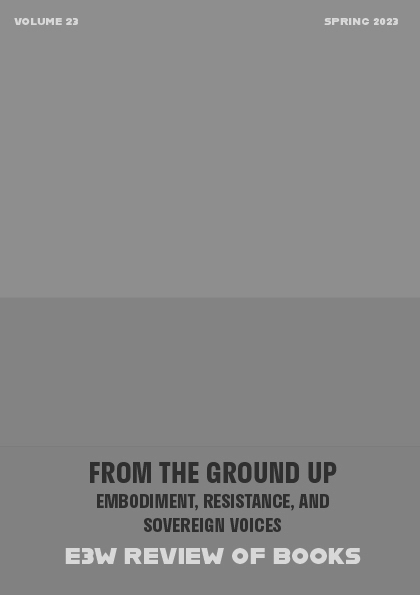 VOLUME 23
SPRING 2023
FROM THE GROUND UP
EMBODIMENT, RESISTANCE, AND
SOVEREIGN VOICES
E3W REVIEW OF BOOKS